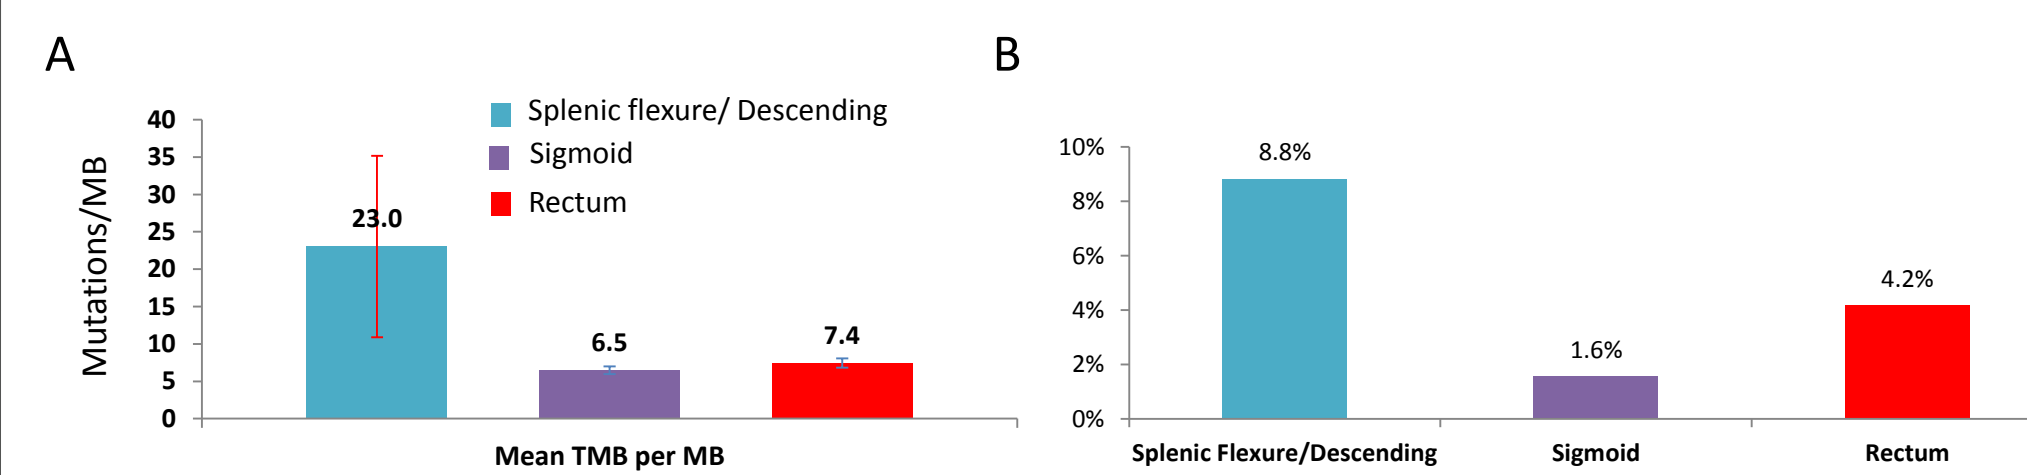 A
B
Mutations/MB
40
35
30
25
20
15
10
5
0
Splenic flexure/ Descending
Sigmoid
Rectum
23.0
6.5
7.4
Mean TMB per MB
10%
8%
6%
4%
2%
0%
8.8%
1.6%
4.2%
Splenic Flexure/Descending
Sigmoid
Rectum